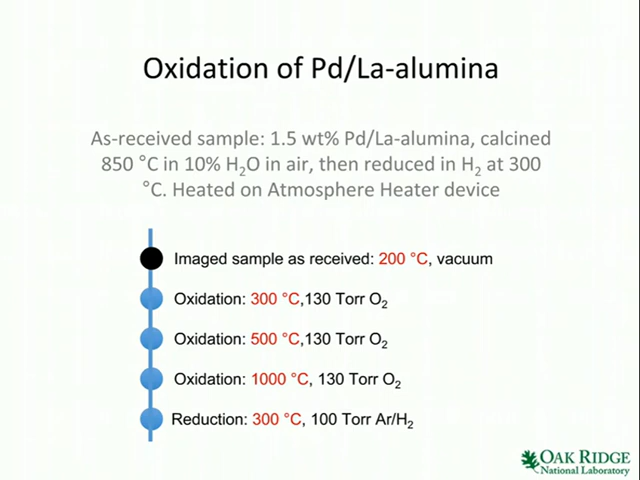 Oxidation of Pd/La-alumina
As-received sample: 1.5 wt% Pd/La-alumina, calcined
850 °C in 10% H₂O in air, then reduced in H₂ at 300
°C. Heated on Atmosphere Heater device
Imaged sample as received: 200 °C, vacuum
Oxidation: 300 °C,130 Torr O₂
Oxidation: 500 °C,130 Torr O₂
Oxidation: 1000 °C, 130 Torr O₂
Reduction: 300 °C, 100 Torr Ar/H₂
OAK RIDGE
National Laboratory